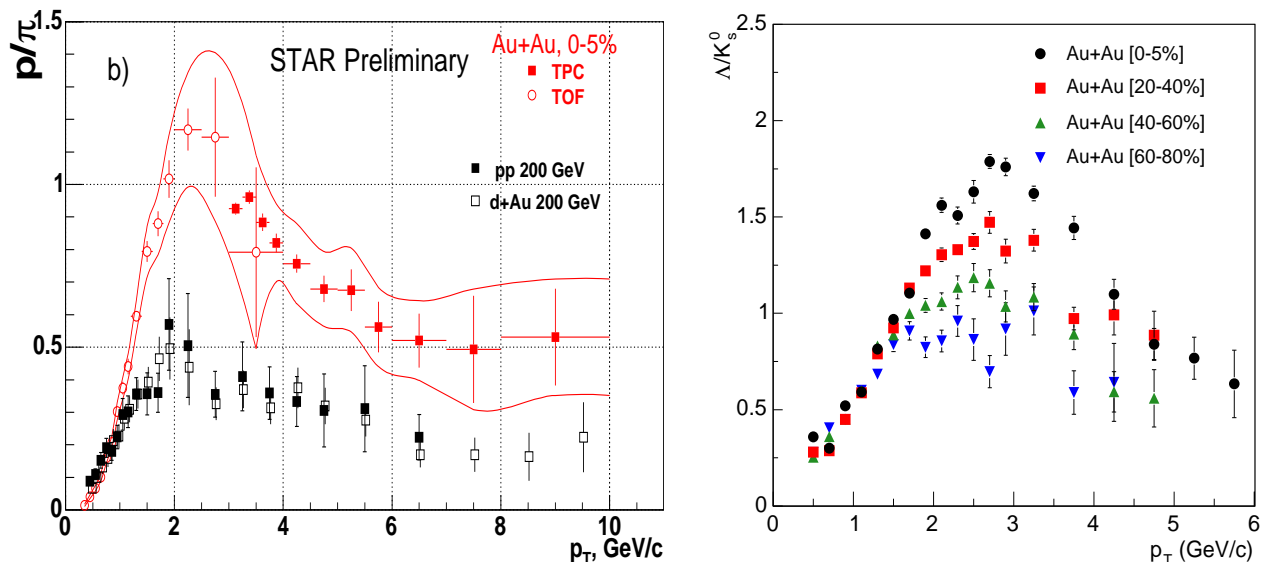 p/π
b)
STAR Preliminary
Au+Au, 0-5%
TPC
TOF
pp 200 GeV
d+Au 200 GeV
1.5
1
0.5
0
0 2 4 6 8 10
p_T, GeV/c
Λ/K_s^0
Au+Au [0-5%]
Au+Au [20-40%]
Au+Au [40-60%]
Au+Au [60-80%]
2.5
2
1.5
1
0.5
0
0 1 2 3 4 5 6
p_T (GeV/c)